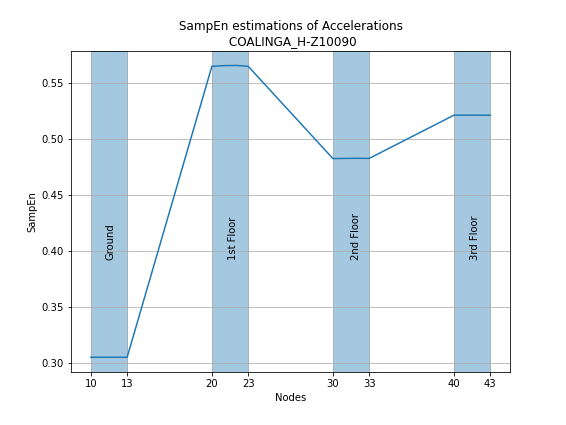 SampEn estimations of Accelerations
COALINGA_H-Z10090
0.55
0.50
0.45
0.40
0.35
0.30
SampEn
Ground
1st Floor
2nd Floor
3rd Floor
10 13 20 23 30 33 40 43
Nodes